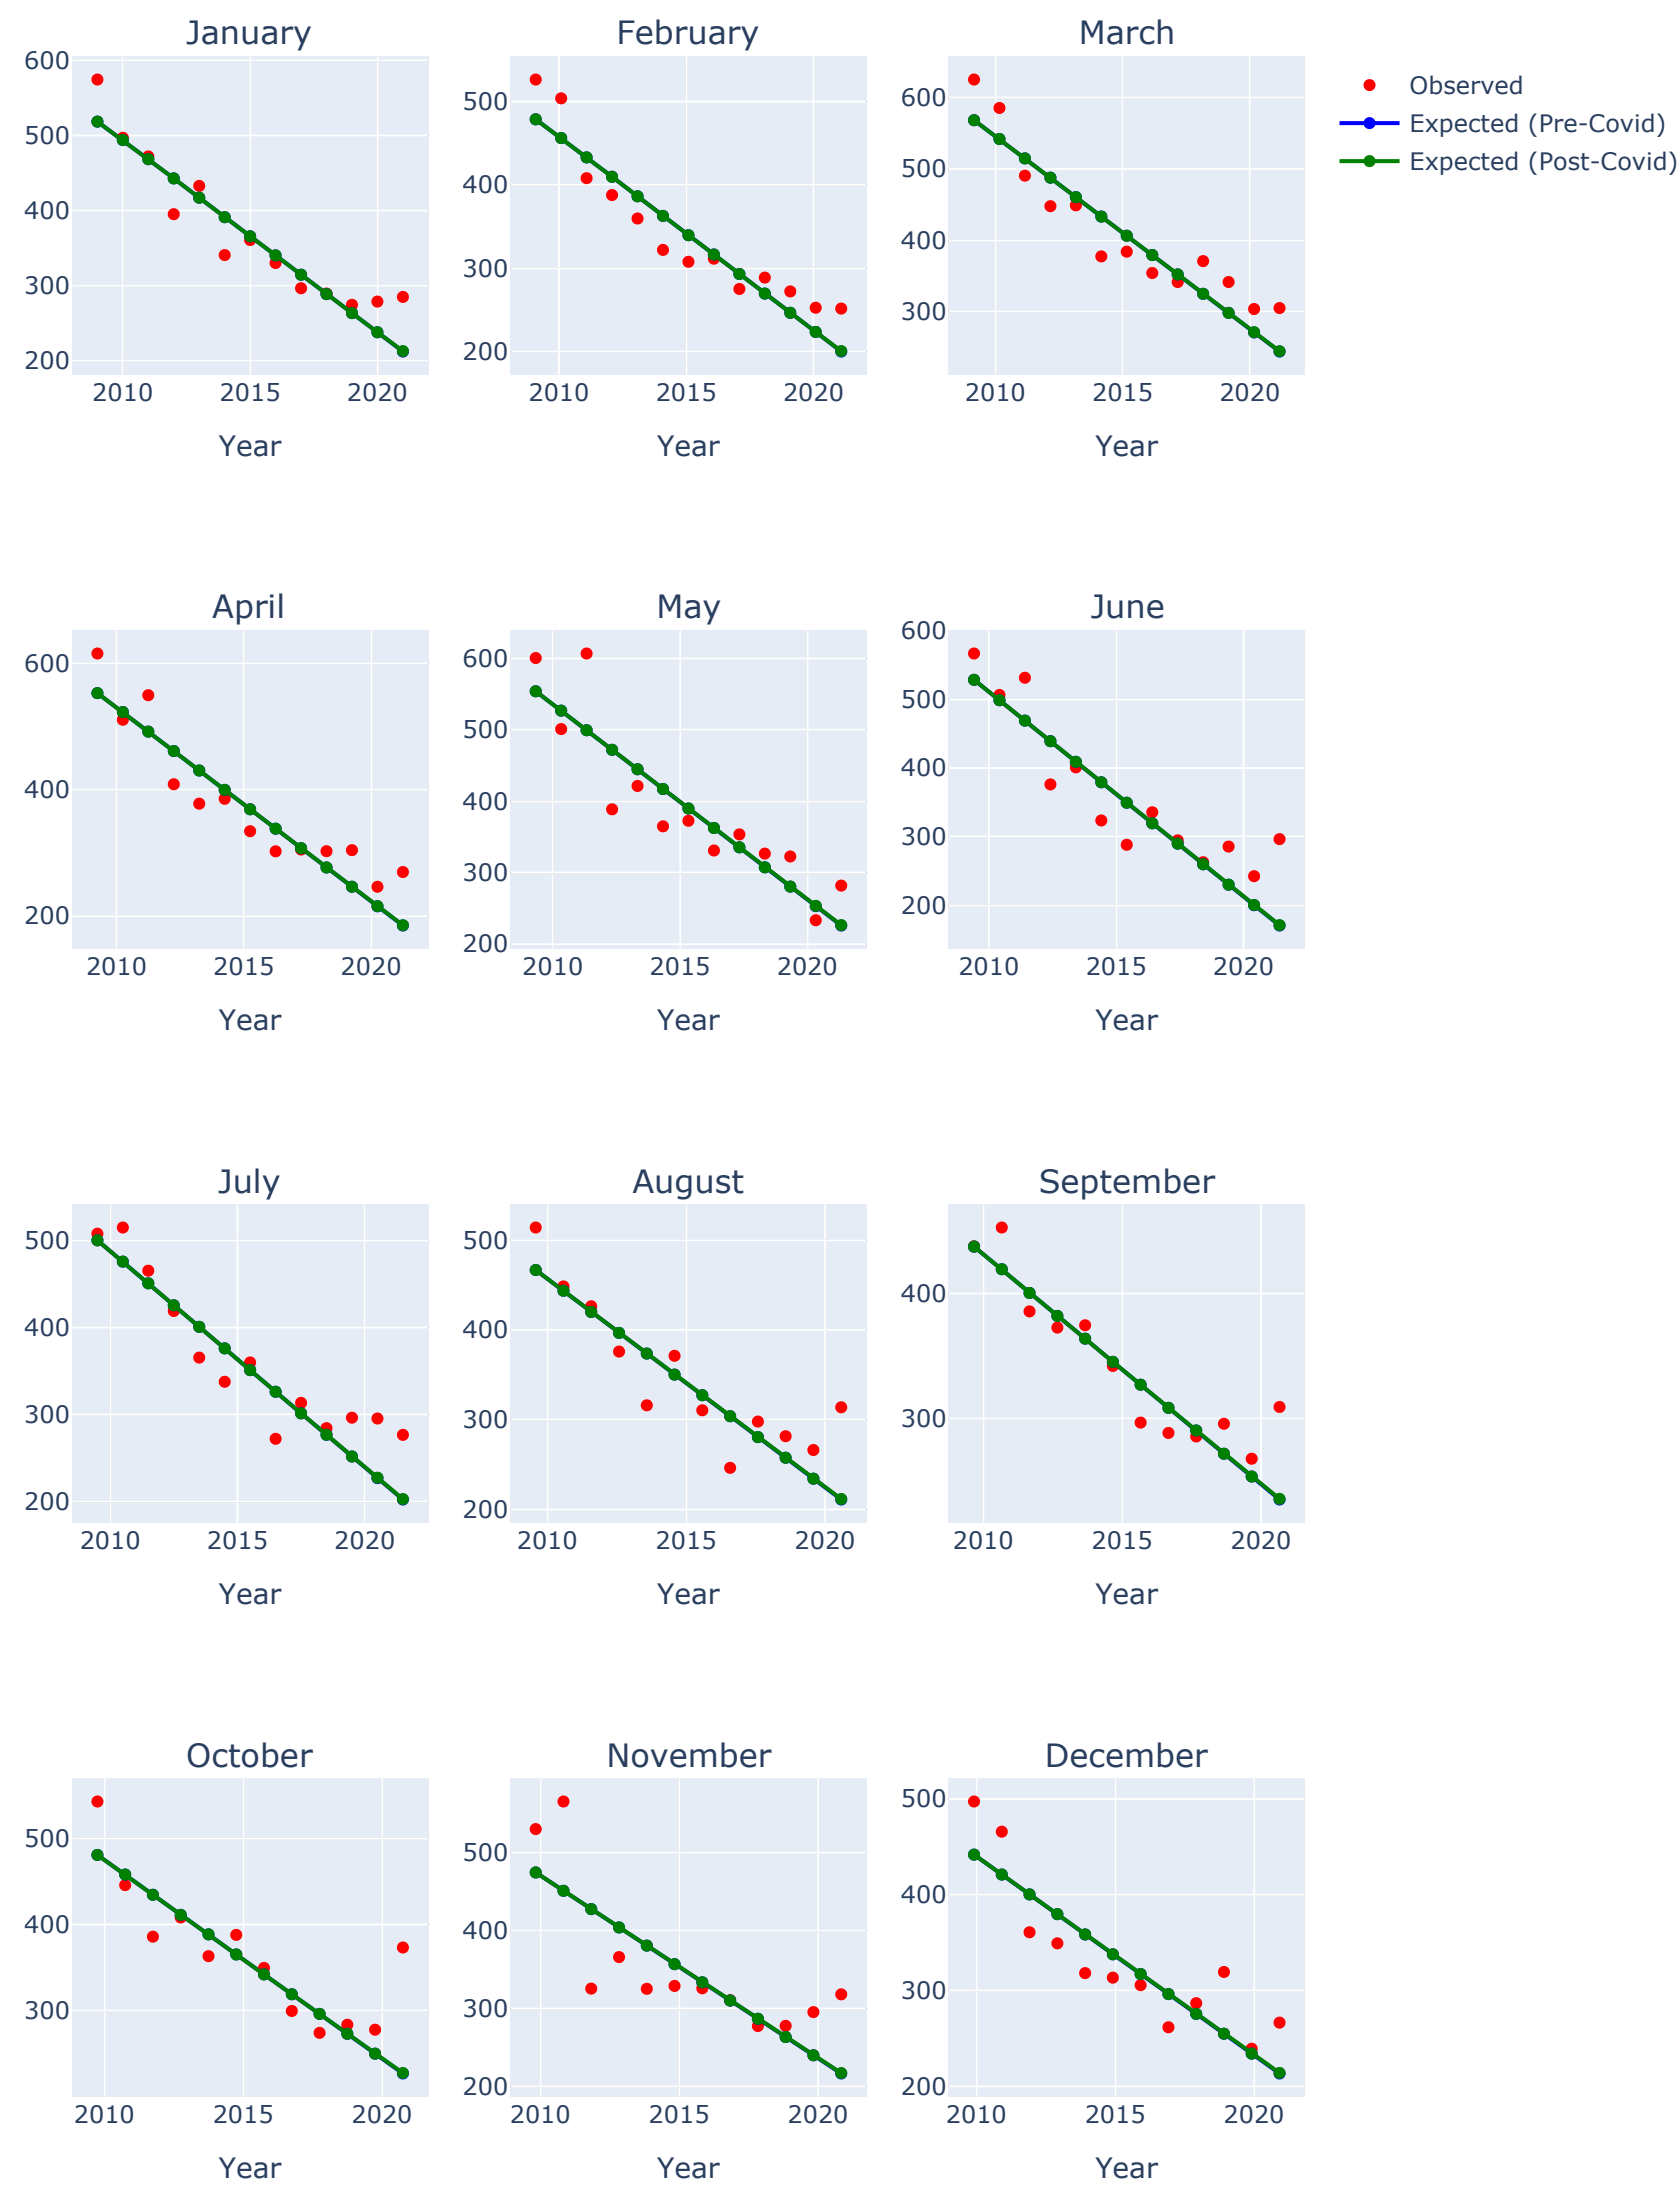 January February March
600 500 400 300 200
500 400 300 200
600 500 400 300
Observed
Expected (Pre-Covid)
Expected (Post-Covid)
2010 2015 2020 2010 2015 2020 2010 2015 2020
Year Year Year
April May June
600 400 200
600 500 400 300 200
600 500 400 300 200
2010 2015 2020 2010 2015 2020 2010 2015 2020
Year Year Year
July August September
500 400 300 200
500 400 300 200
400 300
2010 2015 2020 2010 2015 2020 2010 2015 2020
Year Year Year
October November December
500 400 300
500 400 300 200
500 400 300 200
2010 2015 2020 2010 2015 2020 2010 2015 2020
Year Year Year